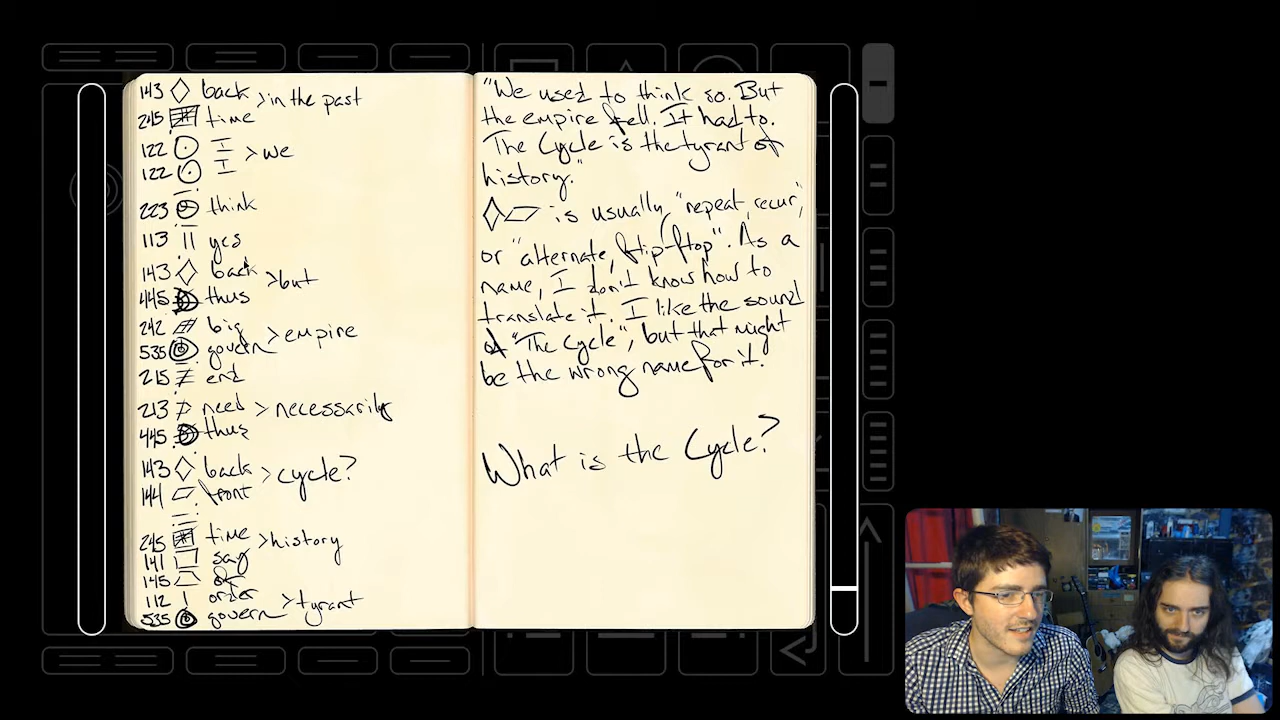 143 back
>in the past
245 time
122 I
>we
122 I
223 think
113 yes
143 back
>but
445 thus
242 big
>empire
535 govern
215 end
213 need
>necessarily
445 thus
143 back
>cycle?
144 front
245 time
>history
141 say
145 of
112 order
>tyrant
535 govern
"We used to think so. But
the empire fell. It had to.
The Cycle is the tyrant of
history."
is usually "repeat, recur",
or "alternate, flip-flop". As a
name, I don't know how to
translate it. I like the sound
of "The Cycle", but that might
be the wrong name for it.
What is the Cycle?